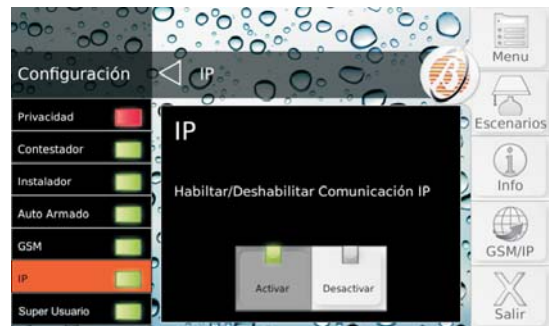 Configuración
IP
Privacidad
Contestador
Instalador
Auto Armado
GSM
IP
Super Usuario
IP
Habiltar/Deshabilitar Comunicación IP
Activar
Desactivar
Menu
Escenarios
Info
GSM/IP
Salir